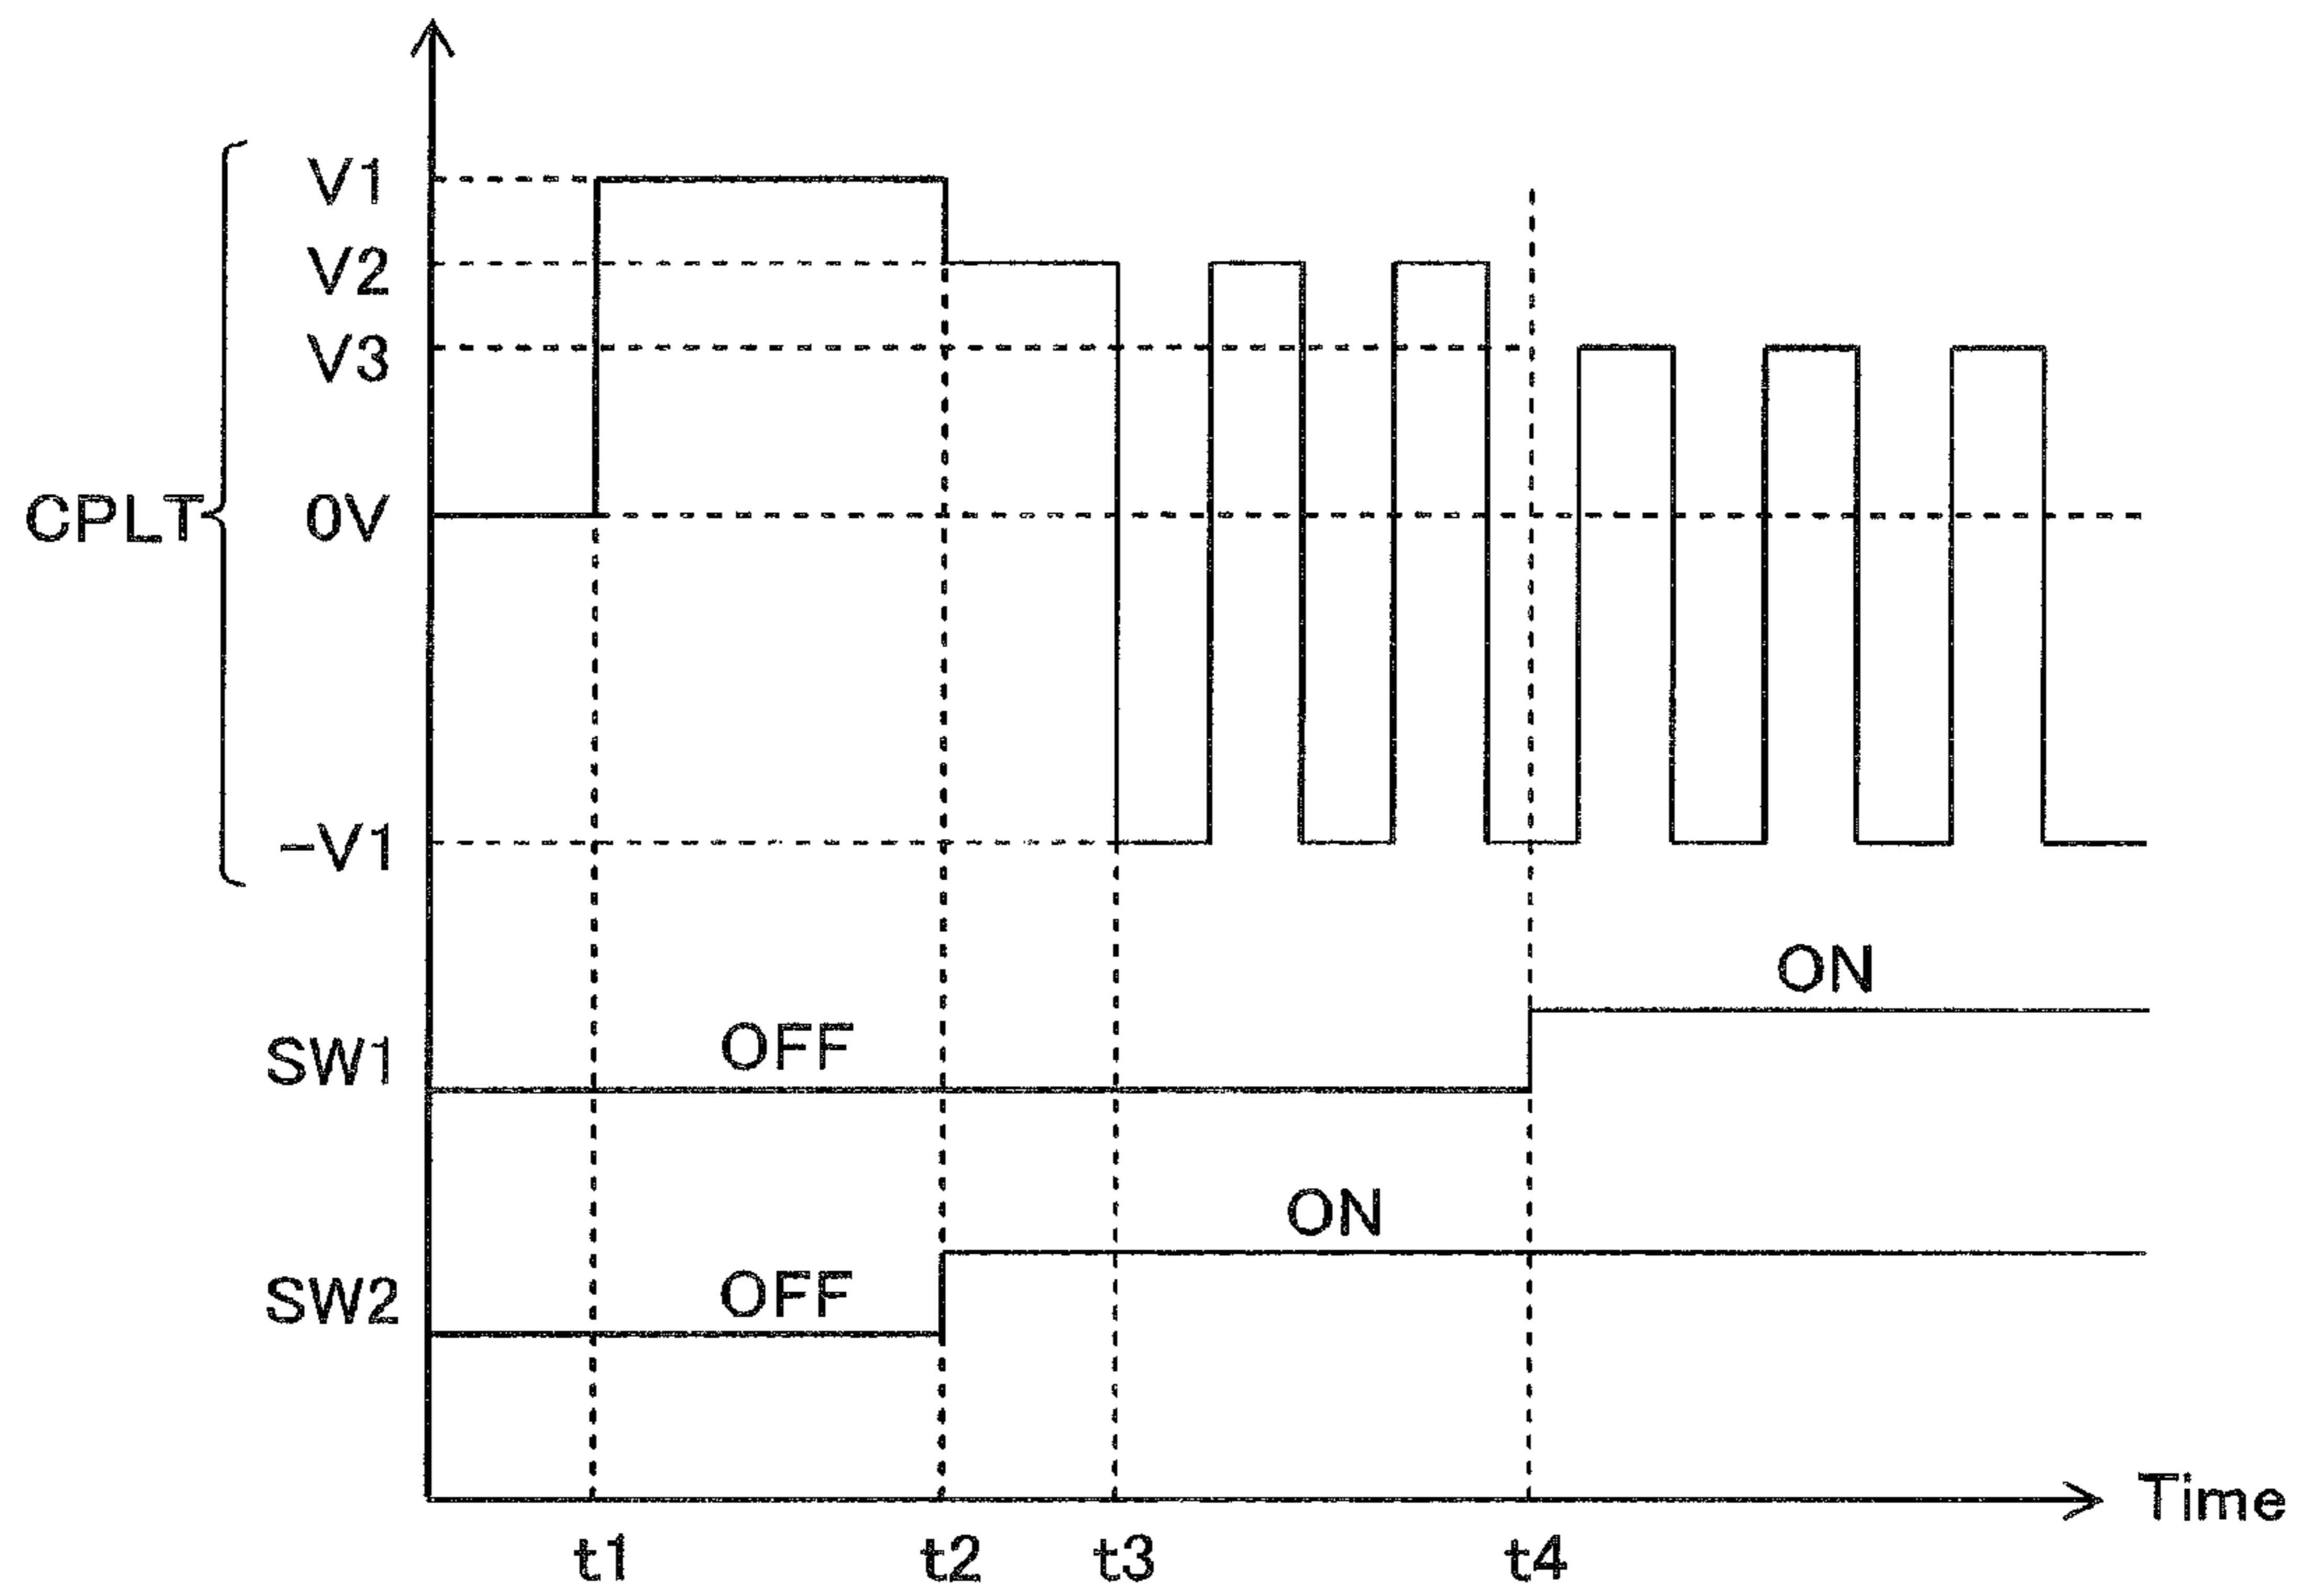 V1
V2
V3
CPLT 0V
-V1
ON
OFF
SW1
ON
OFF
SW2
Time
t1 t2 t3 t4